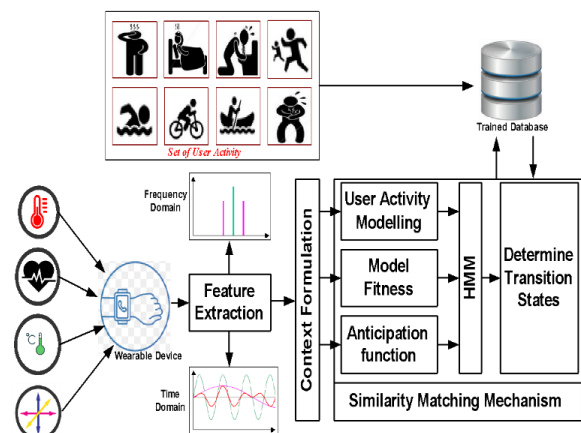 Set of User Activity
Trained Database
Frequency
Domain
°C
Wearable Device
Feature
Extraction
Time
Domain
Context Formulation
User Activity
Modelling
Model
Fitness
Anticipation
function
HMM
Determine
Transition
States
Similarity Matching Mechanism